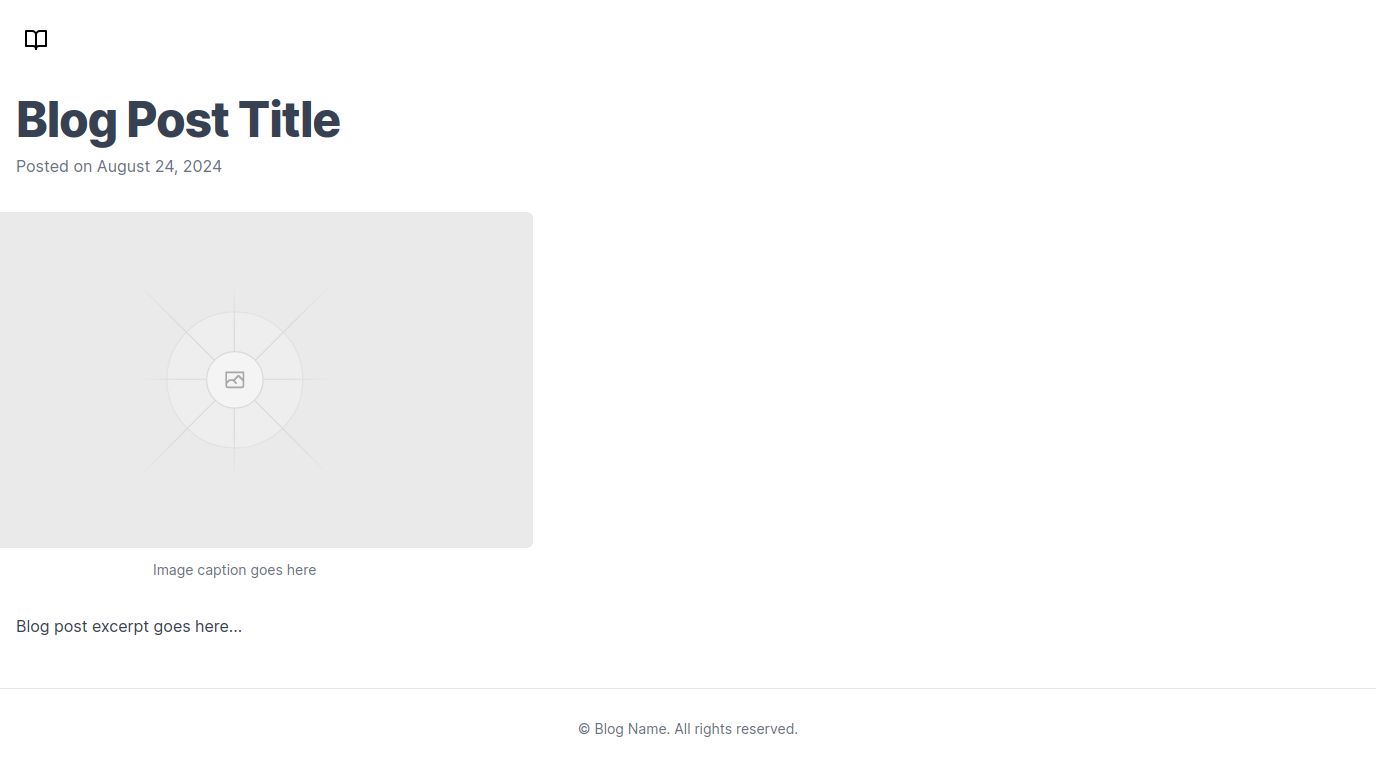 Blog Post Title
Posted on August 24, 2024
Image caption goes here
Blog post excerpt goes here...
© Blog Name. All rights reserved.